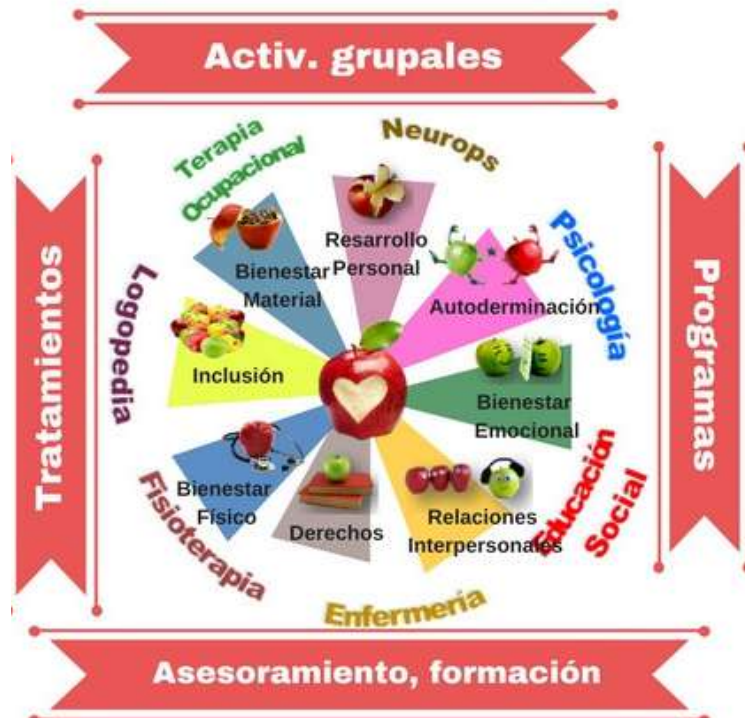 Activ. grupales
Terapia
Ocupacional
Neurops
Psicología
Educación
Social
Enfermería
Fisioterapia
Logopedia
Resarrollo
Personal
Autoderminación
Bienestar
Emocional
Relaciones
Interpersonales
Derechos
Bienestar
Físico
Inclusión
Bienestar
Material
Tratamientos
Programas
Asesoramiento, formación